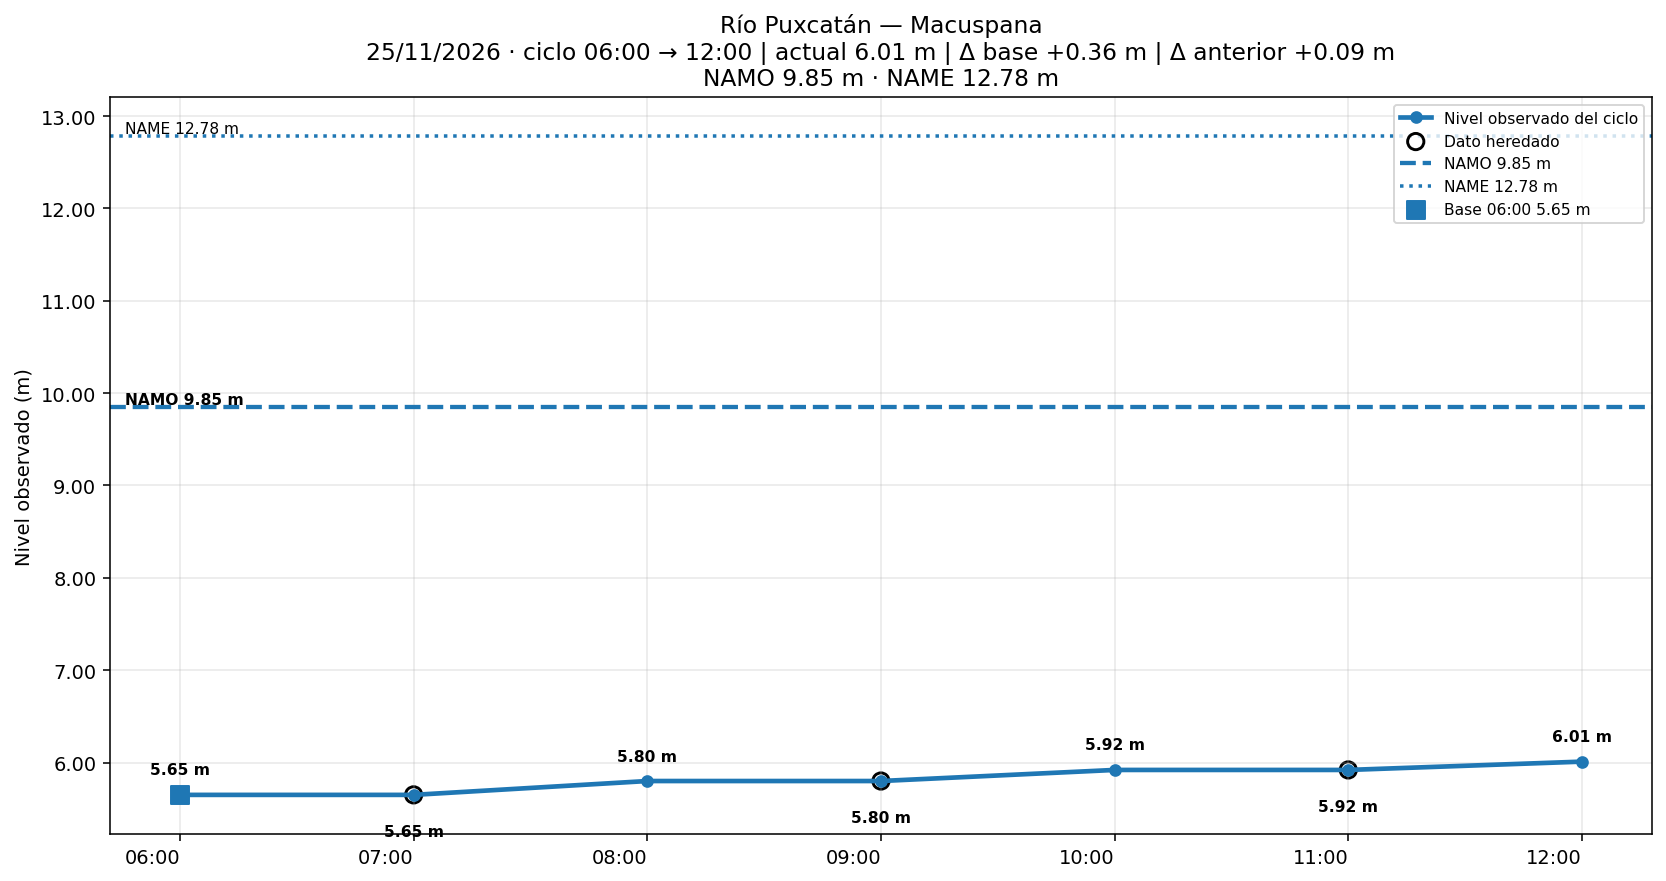 Río Puxcatán — Macuspana
25/11/2026 · ciclo 06:00 → 12:00 | actual 6.01 m | Δ base +0.36 m | Δ anterior +0.09 m
NAMO 9.85 m · NAME 12.78 m
Nivel observado (m)
13.00
12.00
11.00
10.00
9.00
8.00
7.00
6.00
NAME 12.78 m
NAMO 9.85 m
Nivel observado del ciclo
Dato heredado
NAMO 9.85 m
NAME 12.78 m
Base 06:00 5.65 m
5.65 m
5.65 m
5.80 m
5.80 m
5.92 m
5.92 m
6.01 m
06:00
07:00
08:00
09:00
10:00
11:00
12:00